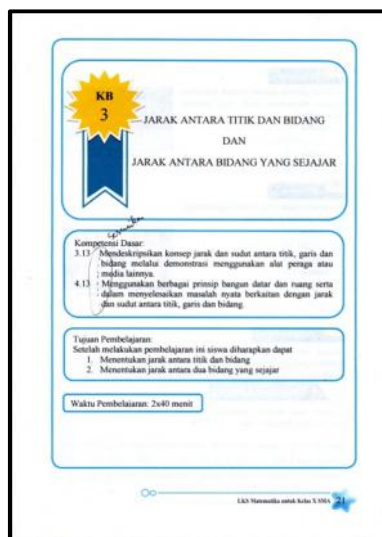 KB
3
JARAK ANTARA TITIK DAN BIDANG
DAN
JARAK ANTARA BIDANG YANG SEJAJAR
Kompetensi Dasar:
3.13 Mendeskripsikan konsep jarak dan sudut antara titik, garis dan
bidang melalui demonstrasi menggunakan alat peraga atau
media lainnya.
4.13 Menggunakan berbagai prinsip bangun datar dan ruang serta
dalam menyelesaikan masalah nyata berkaitan dengan jarak
dan sudut antara titik, garis dan bidang.
Tujuan Pembelajaran:
Setelah melakukan pembelajaran ini siswa diharapkan dapat
1. Menentukan jarak antara titik dan bidang
2. Menentukan jarak antara dua bidang yang sejajar
Waktu Pembelajaran: 2x40 menit
LKS Matematika untuk Kelas X SMA 21